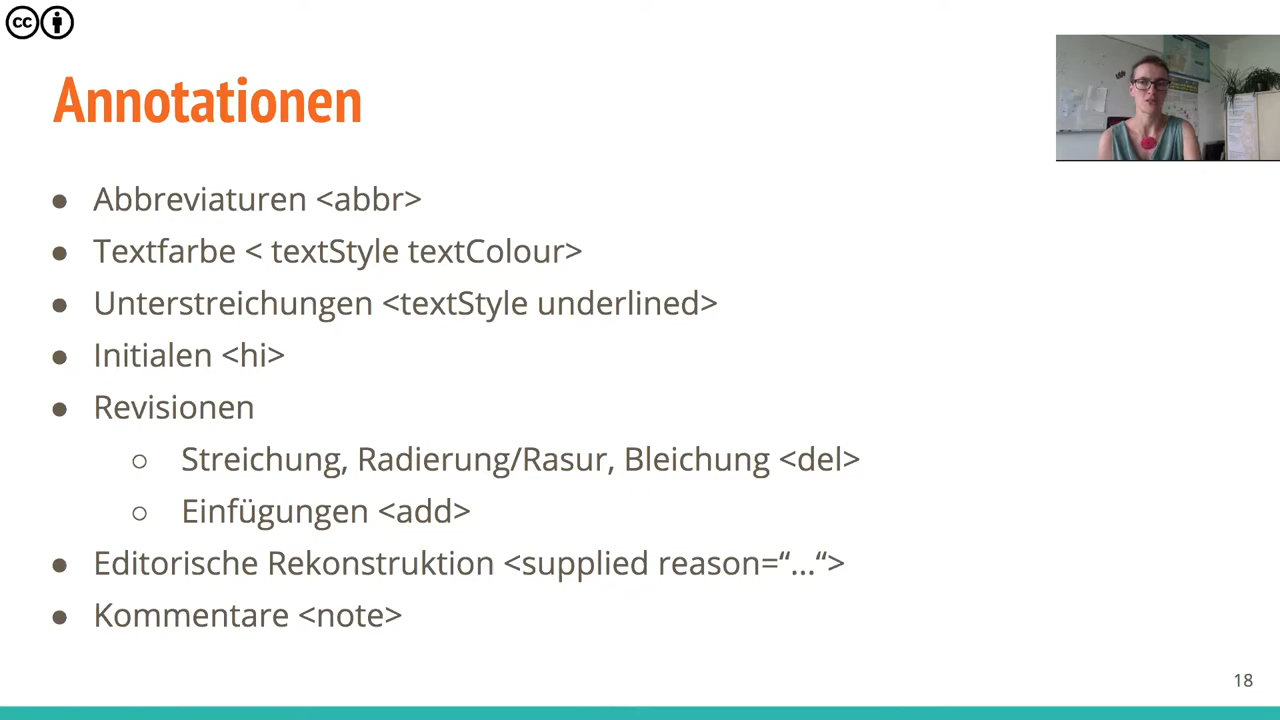 cc
Annotationen
● Abbreviaturen <abbr>
● Textfarbe < textStyle textColour>
● Unterstreichungen <textStyle underlined>
● Initialen <hi>
● Revisionen
○ Streichung, Radierung/Rasur, Bleichung <del>
○ Einfügungen <add>
● Editorische Rekonstruktion <supplied reason=“...“>
● Kommentare <note>
18